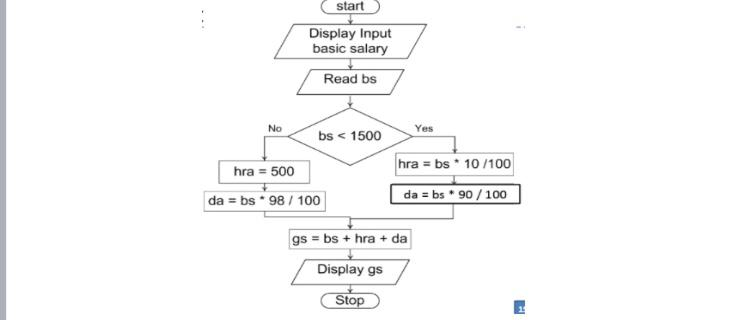 start
Display Input
basic salary
Read bs
No
bs < 1500
Yes
hra = 500
hra = bs * 10 /100
da = bs * 98 / 100
da = bs * 90 / 100
gs = bs + hra + da
Display gs
Stop